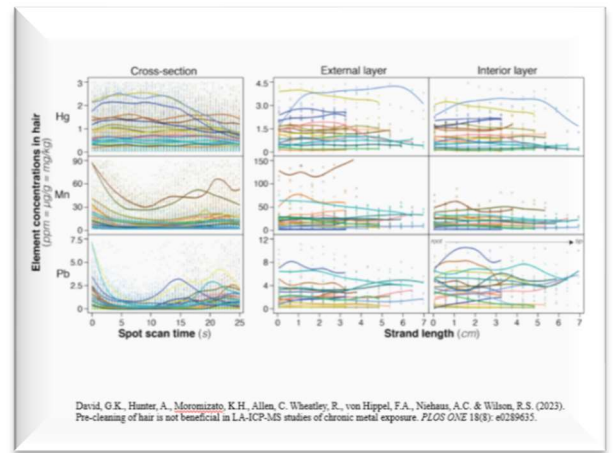 Cross-section External layer Interior layer
Element concentrations in hair
(ppm = µg/g = mg/kg)
Hg
3
2
1
0
4.5
3.0
1.5
0
Mn
90
60
30
0
150
100
50
0
Pb
7.5
5.0
2.5
0
12
8
4
0
root tip
0 5 10 15 20 25 0 1 2 3 4 5 6 7 0 1 2 3 4 5 6 7
Spot scan time (s) Strand length (cm)
David, G.K., Hunter, A., Moromizato, K.H., Allen, C. Wheatley, R., von Hippel, F.A., Niehaus, A.C. & Wilson, R.S. (2023).
Pre-cleaning of hair is not beneficial in LA-ICP-MS studies of chronic metal exposure. PLOS ONE 18(8): e0289635.